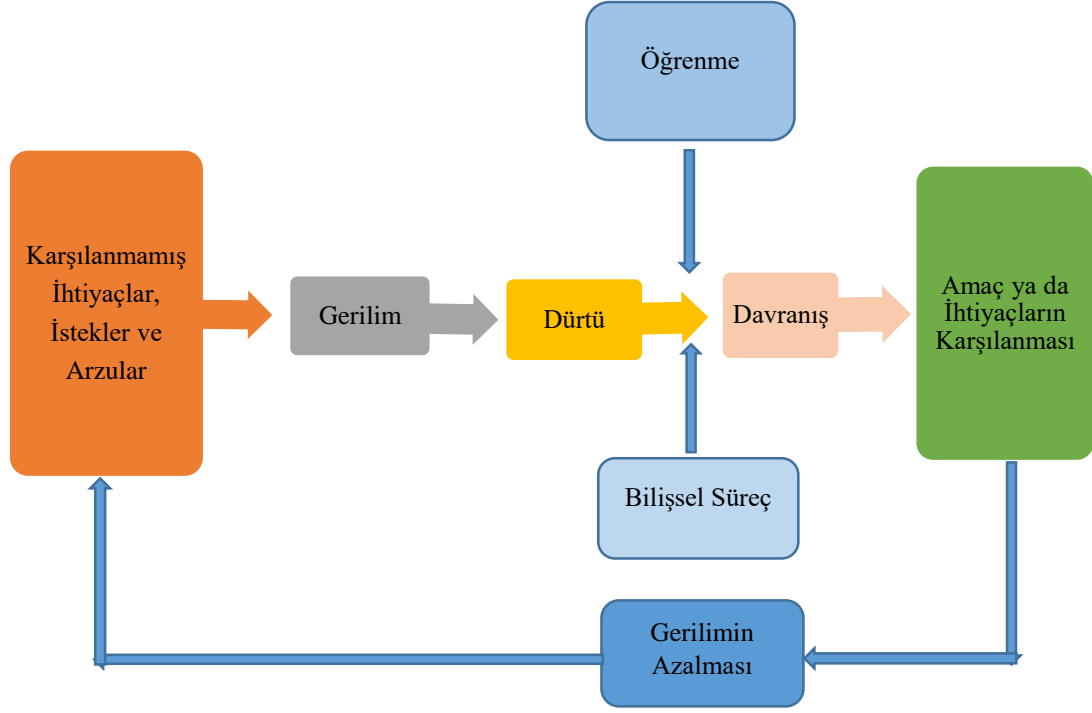 Öğrenme
Karşılanmamış
İhtiyaçlar,
İstekler ve
Arzular
Gerilim
Dürtü
Davranış
Amaç ya da
İhtiyaçların
Karşılanması
Bilişsel Süreç
Gerilimin
Azalması